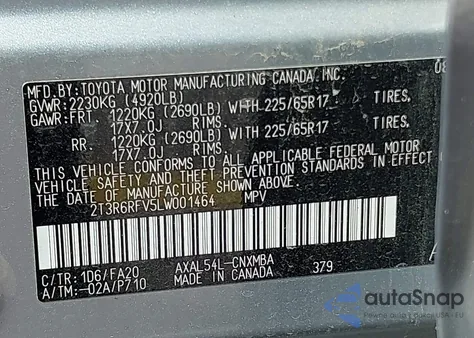 MFD.BY:TOYOTA MOTOR MANUFACTURING CANADA,INC. 08
GVWR:2230KG (4920LB)
GAWR:FRT. 1220KG (2690LB) WITH 225/65R17 TIRES,
17X7.0J RIMS.
RR. 1220KG (2690LB) WITH 225/65R17 TIRES,
17X7.0J RIMS.
THIS VEHICLE CONFORMS TO ALL APPLICABLE FEDERAL MOTOR
VEHICLE SAFETY AND THEFT PREVENTION STANDARDS IN EFFECT ON
THE DATE OF MANUFACTURE SHOWN ABOVE.
2T3R6RFV5LW001464 MPV
C/TR:1D6/FA20 AXAL54L-CNXMBA
A/TM:-02A/P710 MADE IN CANADA 379
autaSnap